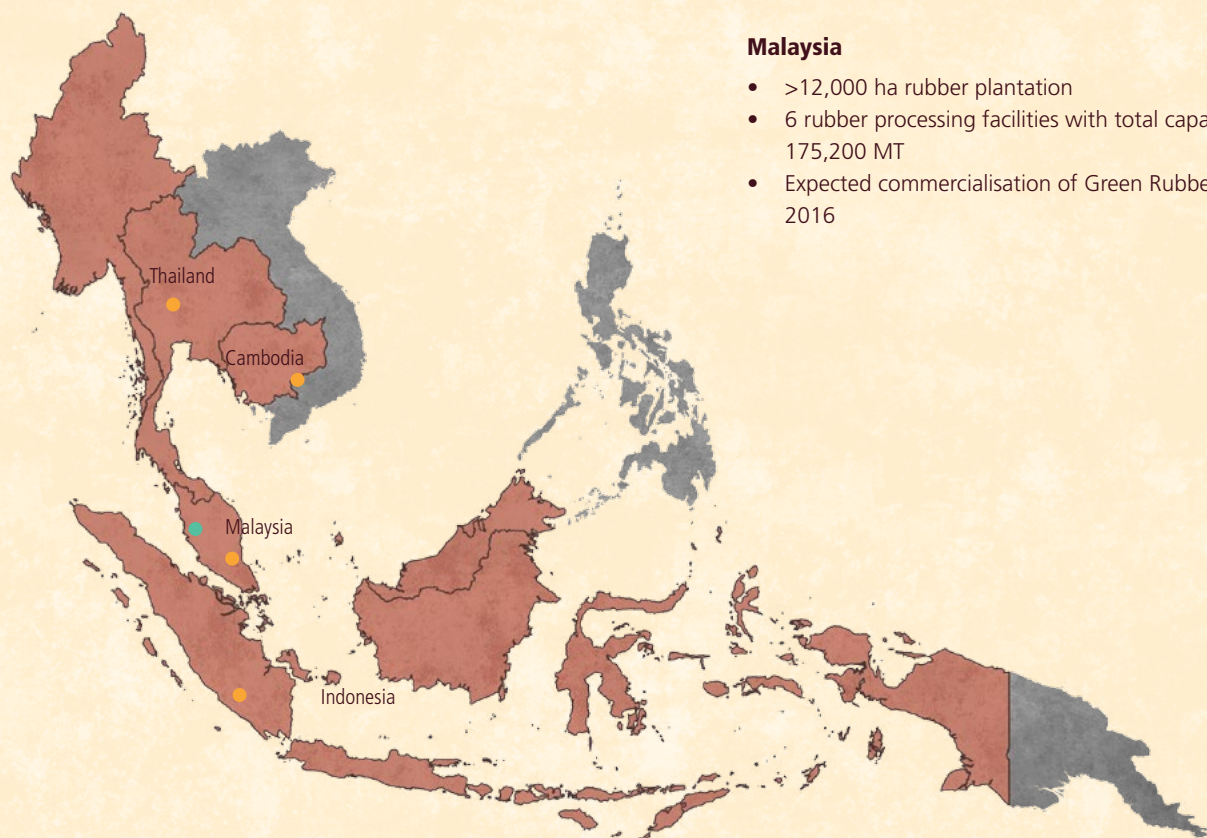 Malaysia
• >12,000 ha rubber plantation
• 6 rubber processing facilities with total capa
175,200 MT
• Expected commercialisation of Green Rubbe
2016
Thailand
Cambodia
Malaysia
Indonesia